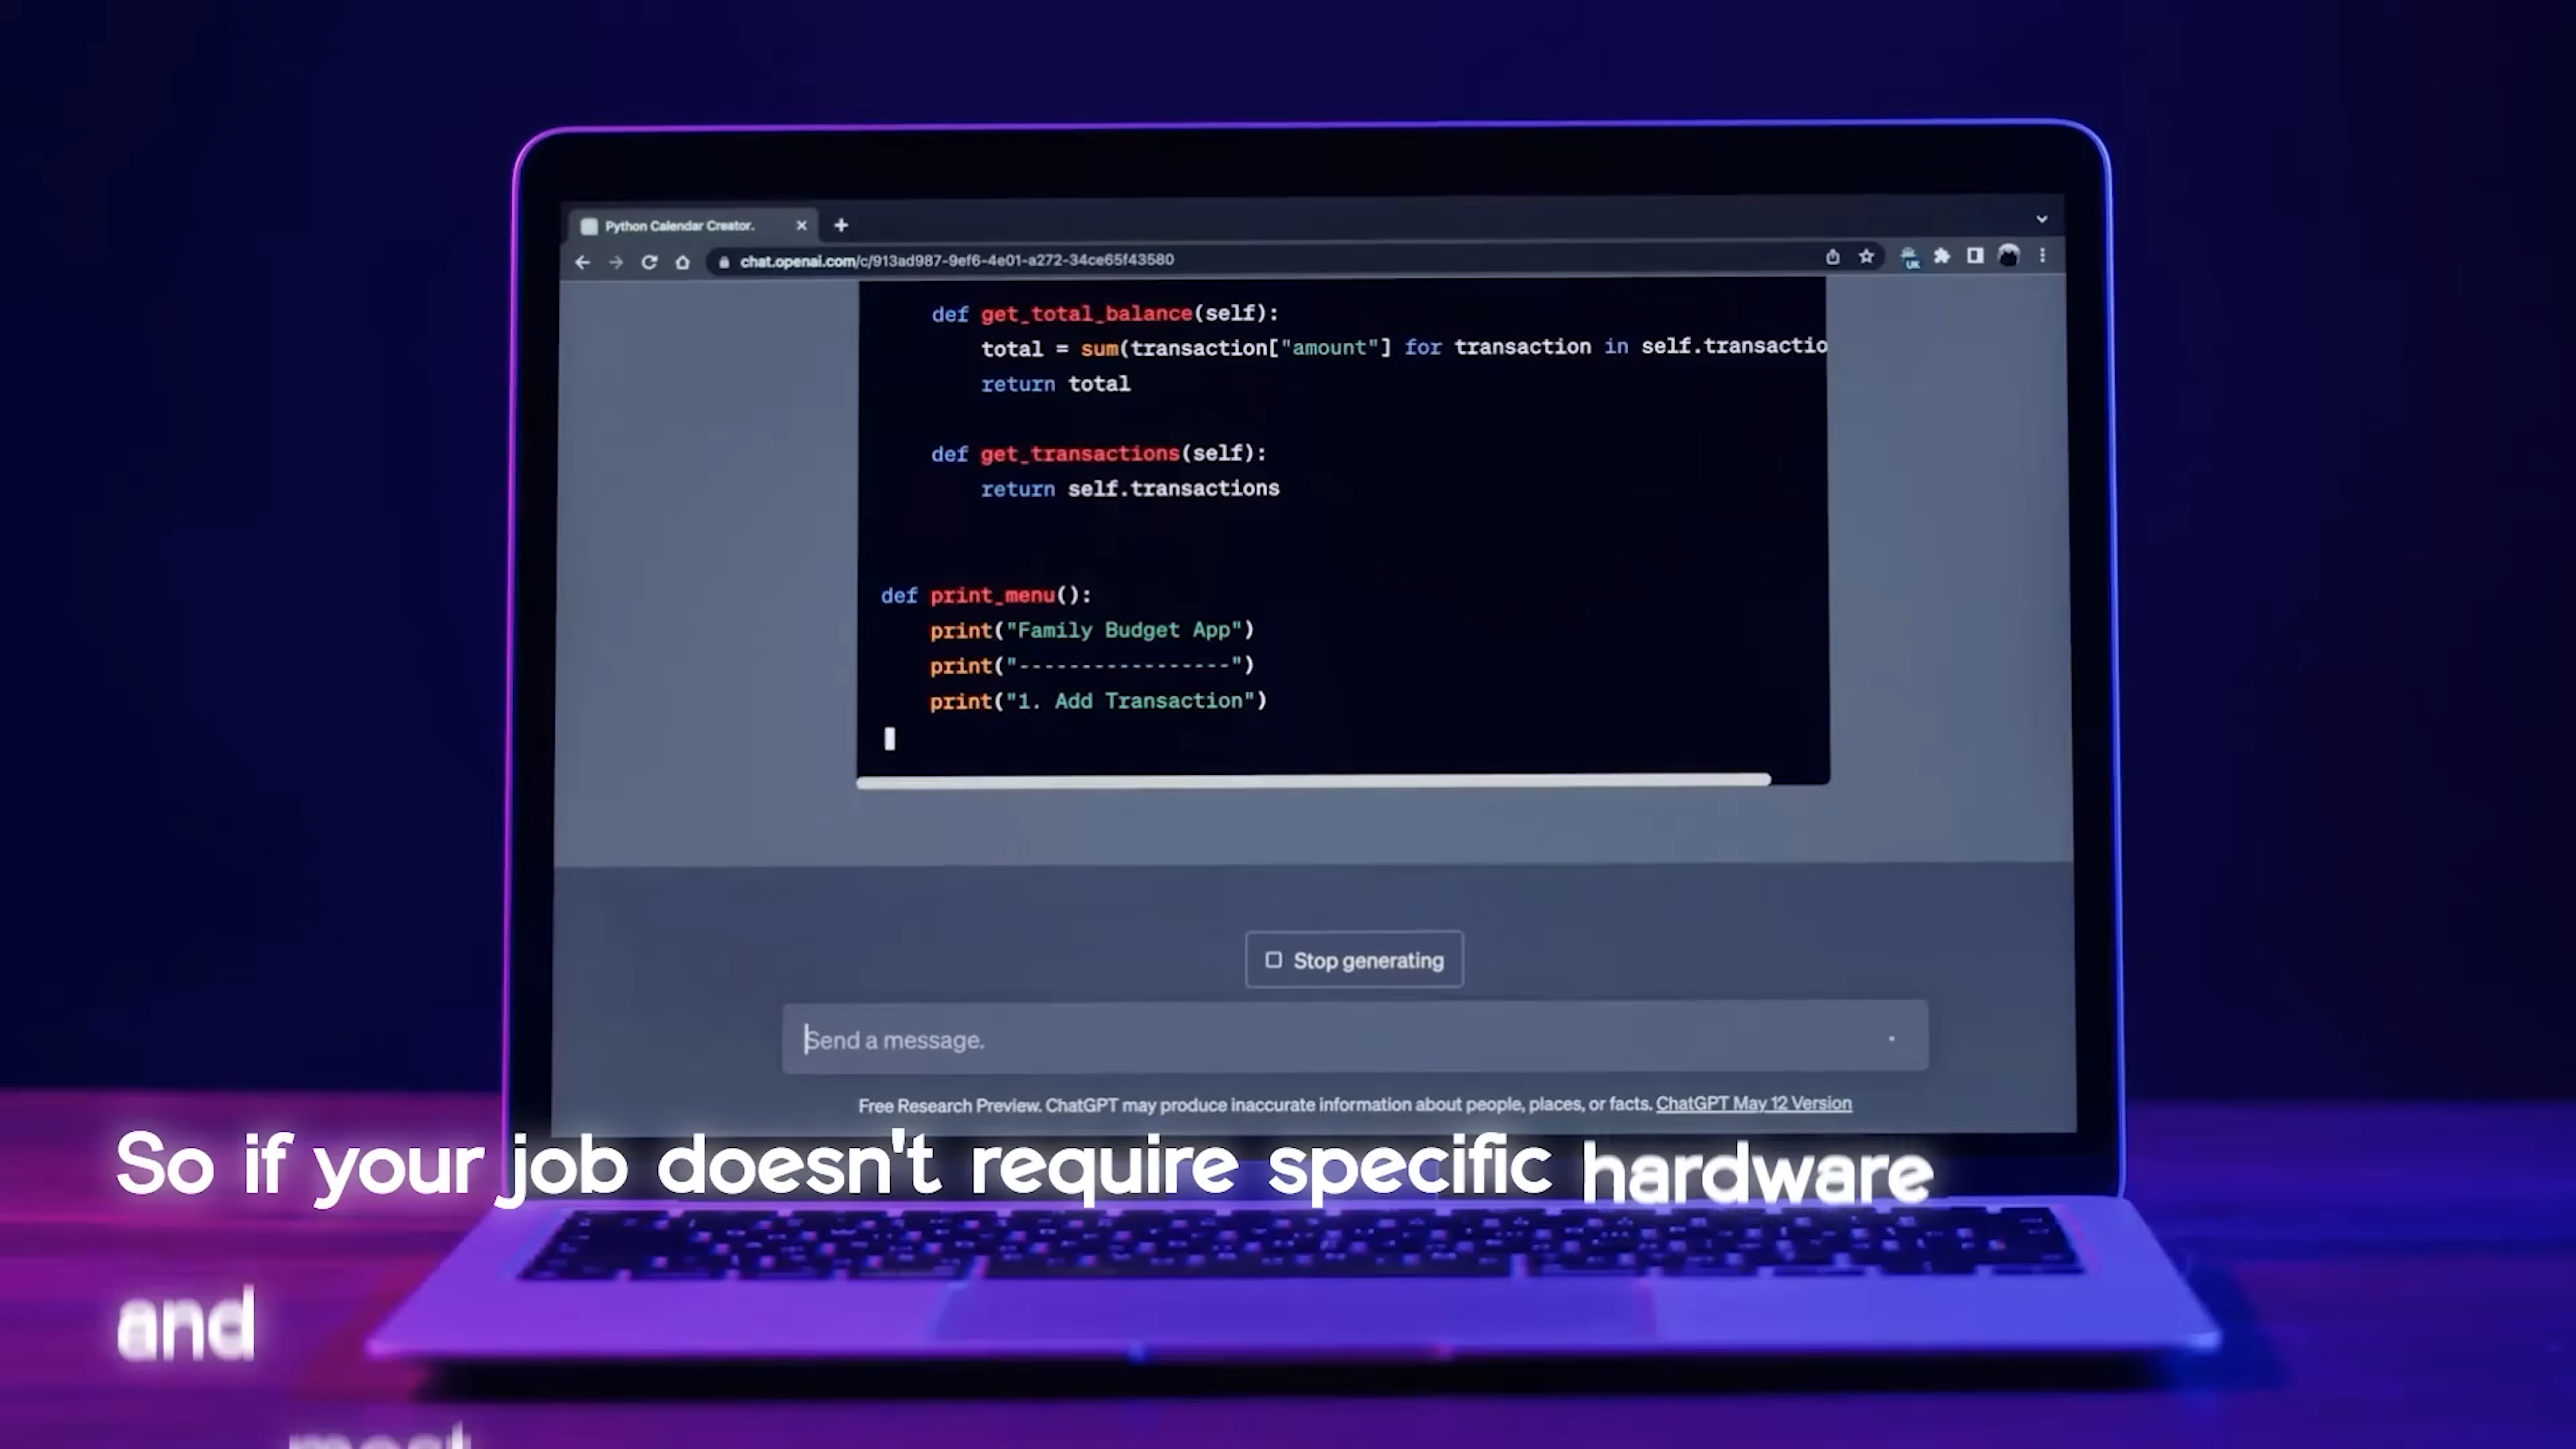 Python Calendar Creator.
chat.openai.com/c/913ad987-9ef6-4e01-a272-34ce65f43580
UK
def get_total_balance(self):
total = sum(transaction["amount"] for transaction in self.transactio
return total
def get_transactions(self):
return self.transactions
def print_menu():
print("Family Budget App")
print("-----------------")
print("1. Add Transaction")
Stop generating
Send a message.
Free Research Preview. ChatGPT may produce inaccurate information about people, places, or facts. ChatGPT May 12 Version
So if your job doesn't require specific hardware
and